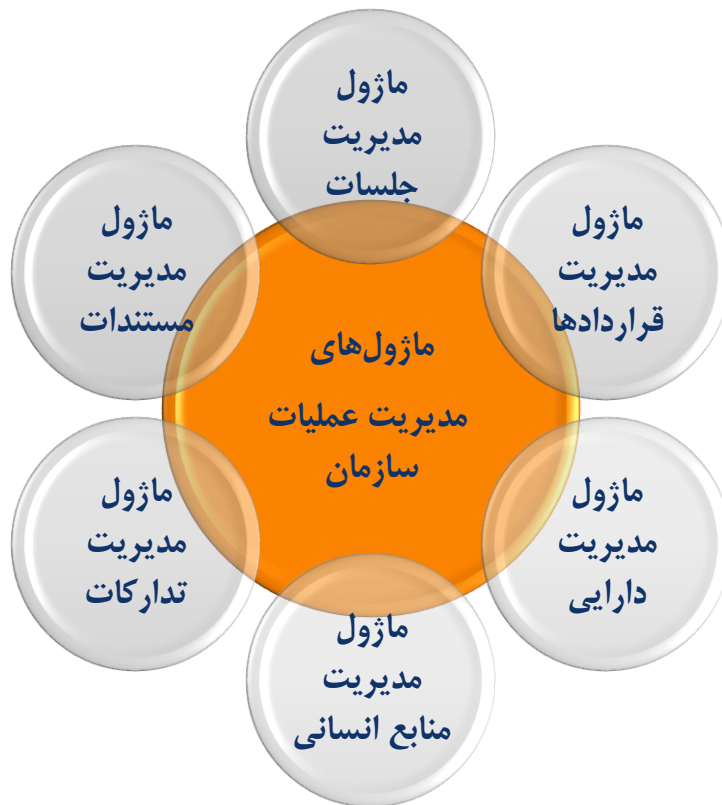 ماژول
مدیریت
جلسات
ماژول
مدیریت
قراردادها
ماژول
مدیریت
مستندات
ماژول‌های
مدیریت عملیات
سازمان
ماژول
مدیریت
دارایی
ماژول
مدیریت
تدارکات
ماژول
مدیریت
منابع انسانی